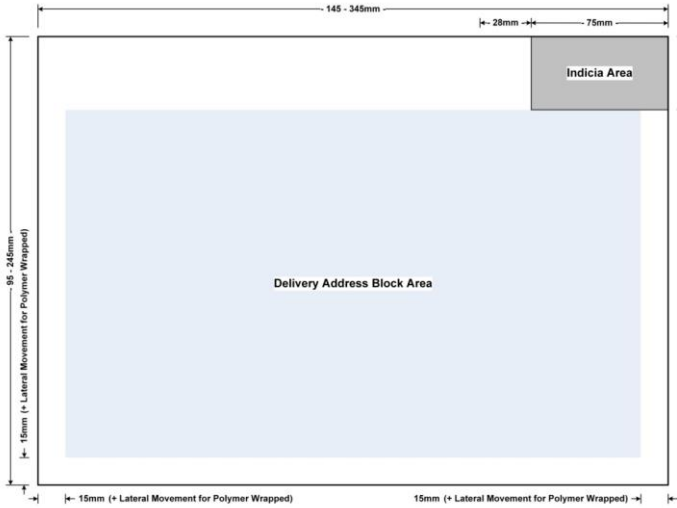 145 - 345mm
28mm
75mm
Indicia Area
95 - 245mm
Delivery Address Block Area
15mm (+ Lateral Movement for Polymer Wrapped)
15mm (+ Lateral Movement for Polymer Wrapped)
15mm (+ Lateral Movement for Polymer Wrapped)